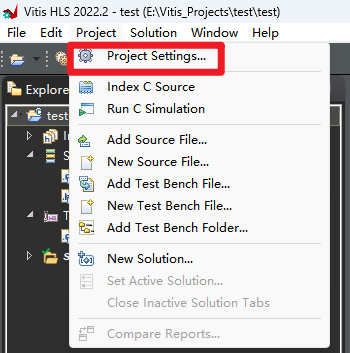 Vitis HLS 2022.2 - test (E:\Vitis_Projects\test\test)
File Edit Project Solution Window Help
Project Settings...
Explorer
Index C Source
test
Run C Simulation
Add Source File...
New Source File...
Add Test Bench File...
New Test Bench File...
Add Test Bench Folder...
New Solution...
Set Active Solution...
Close Inactive Solution Tabs
Compare Reports...